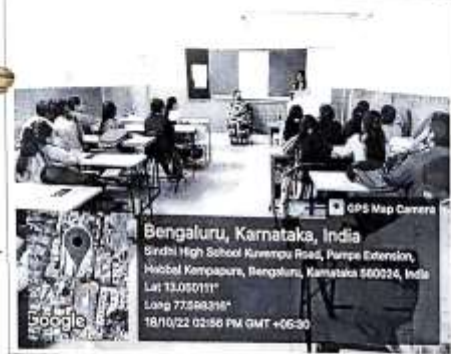 GPS Map Camera
Bengaluru, Karnataka, India
Sindhi High School Kuvempu Road, Pampa Extension,
Hebbal Kempapura, Bengaluru, Karnataka 560024, India
Lat 13.050111°
Long 77.598316°
18/10/22 02:56 PM GMT +05:30
Google